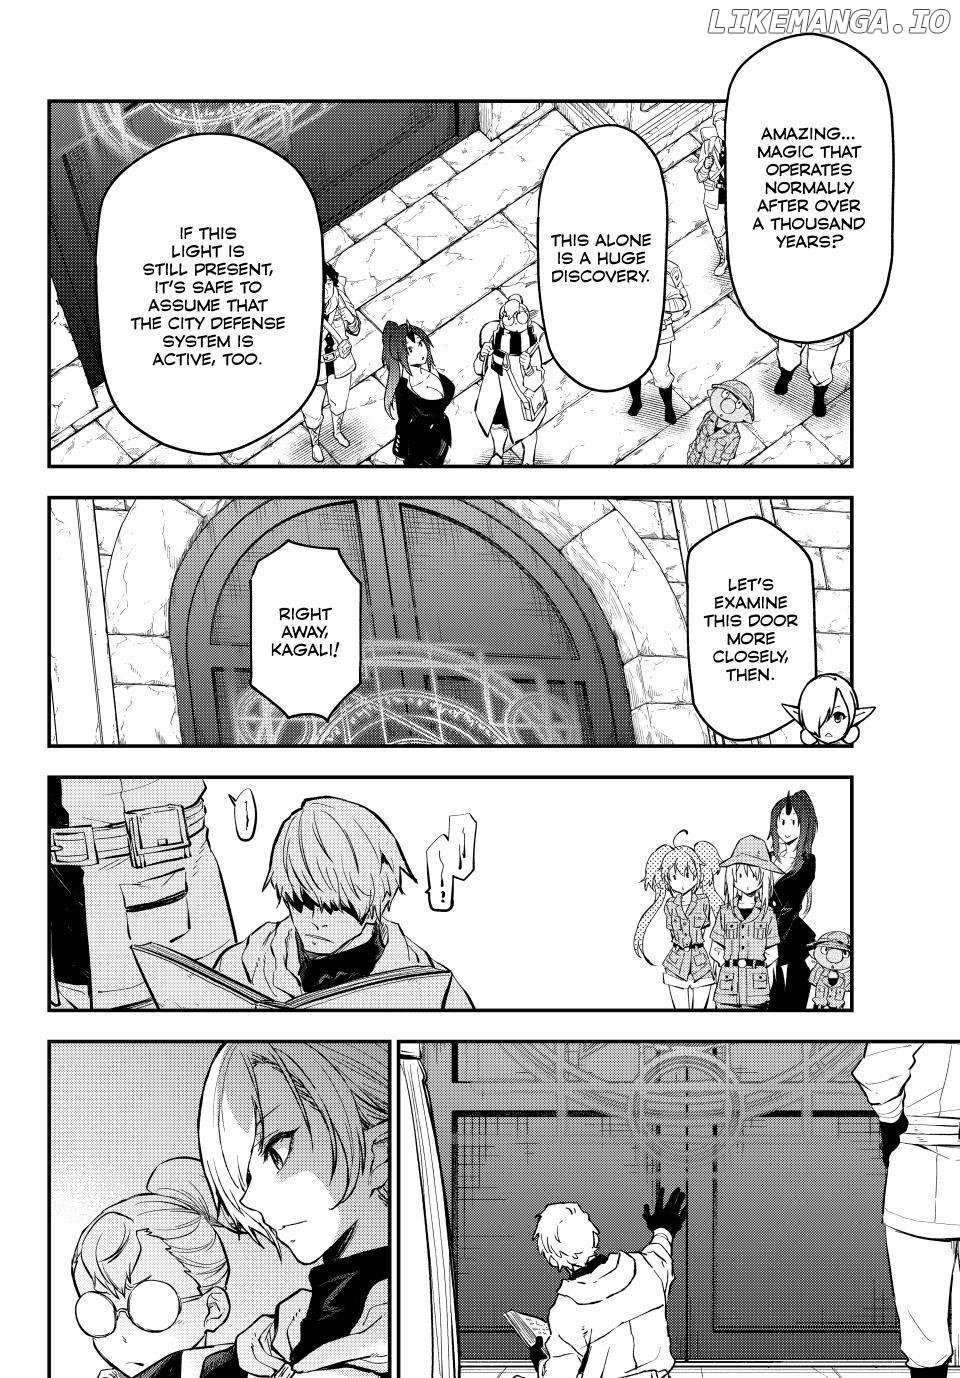 LIKEMANGA.IO
AMAZING...
MAGIC THAT
OPERATES
NORMALLY
AFTER OVER
A THOUSAND
YEARS?
THIS ALONE
IS A HUGE
DISCOVERY.
IF THIS
LIGHT IS
STILL PRESENT,
IT'S SAFE TO
ASSUME THAT
THE CITY DEFENSE
SYSTEM IS
ACTIVE, TOO.
LET'S
EXAMINE
THIS DOOR
MORE
CLOSELY,
THEN.
RIGHT
AWAY,
KAGALI!